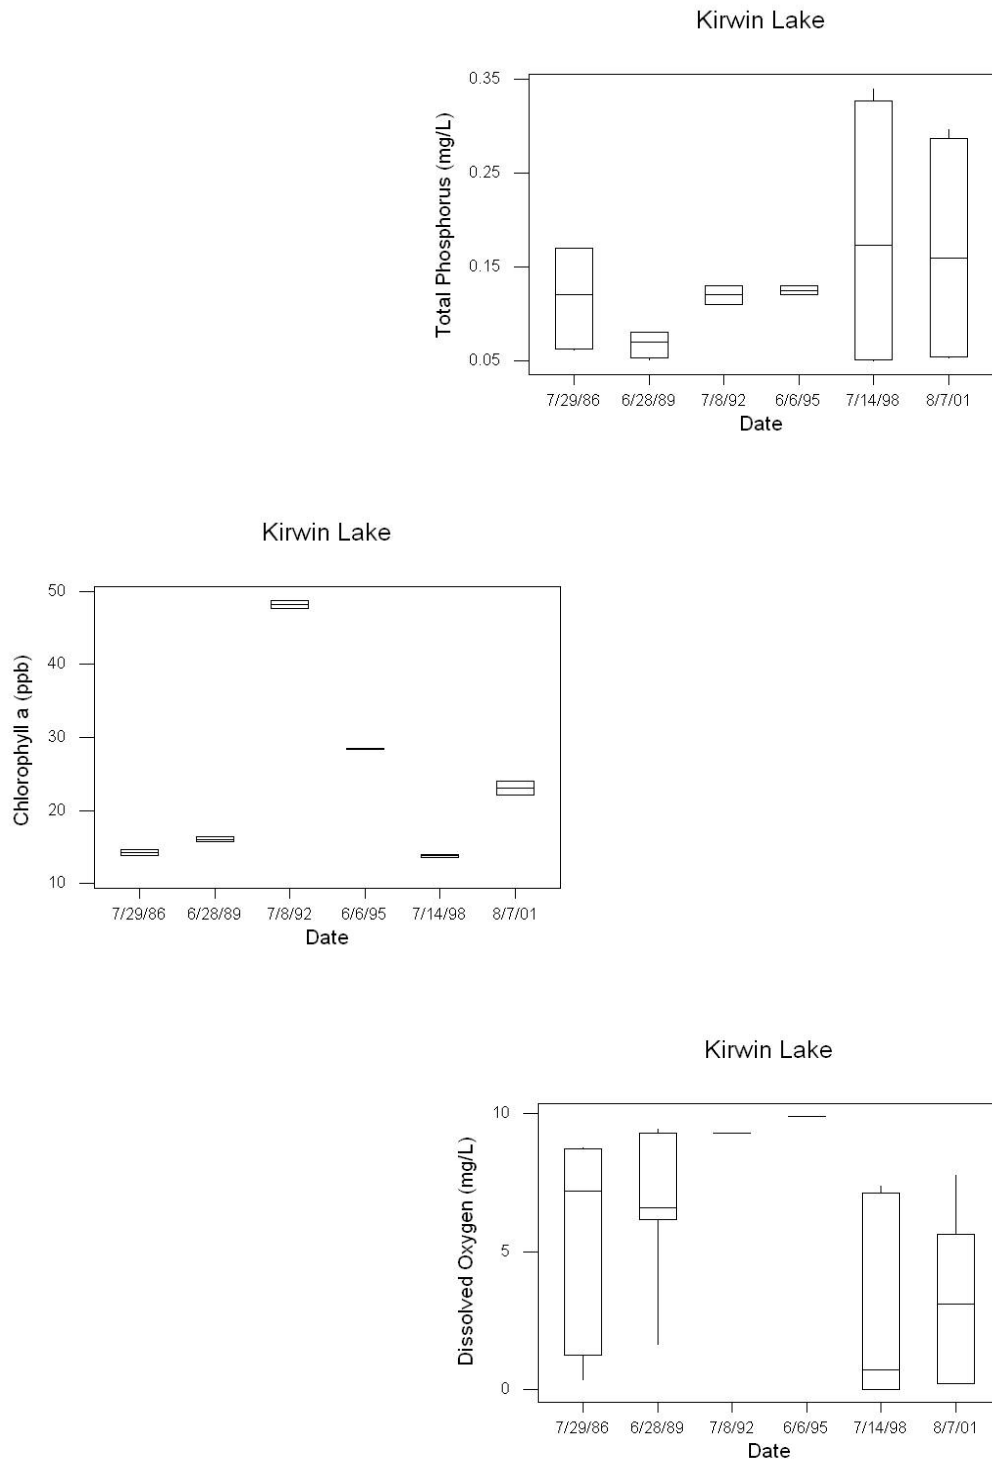 Kirwin Lake
Total Phosphorus (mg/L)
0.35
0.25
0.15
0.05
7/29/86 6/28/89 7/8/92 6/6/95 7/14/98 8/7/01
Date
Kirwin Lake
Chlorophyll a (ppb)
50
40
30
20
10
7/29/86 6/28/89 7/8/92 6/6/95 7/14/98 8/7/01
Date
Kirwin Lake
Dissolved Oxygen (mg/L)
10
5
0
7/29/86 6/28/89 7/8/92 6/6/95 7/14/98 8/7/01
Date